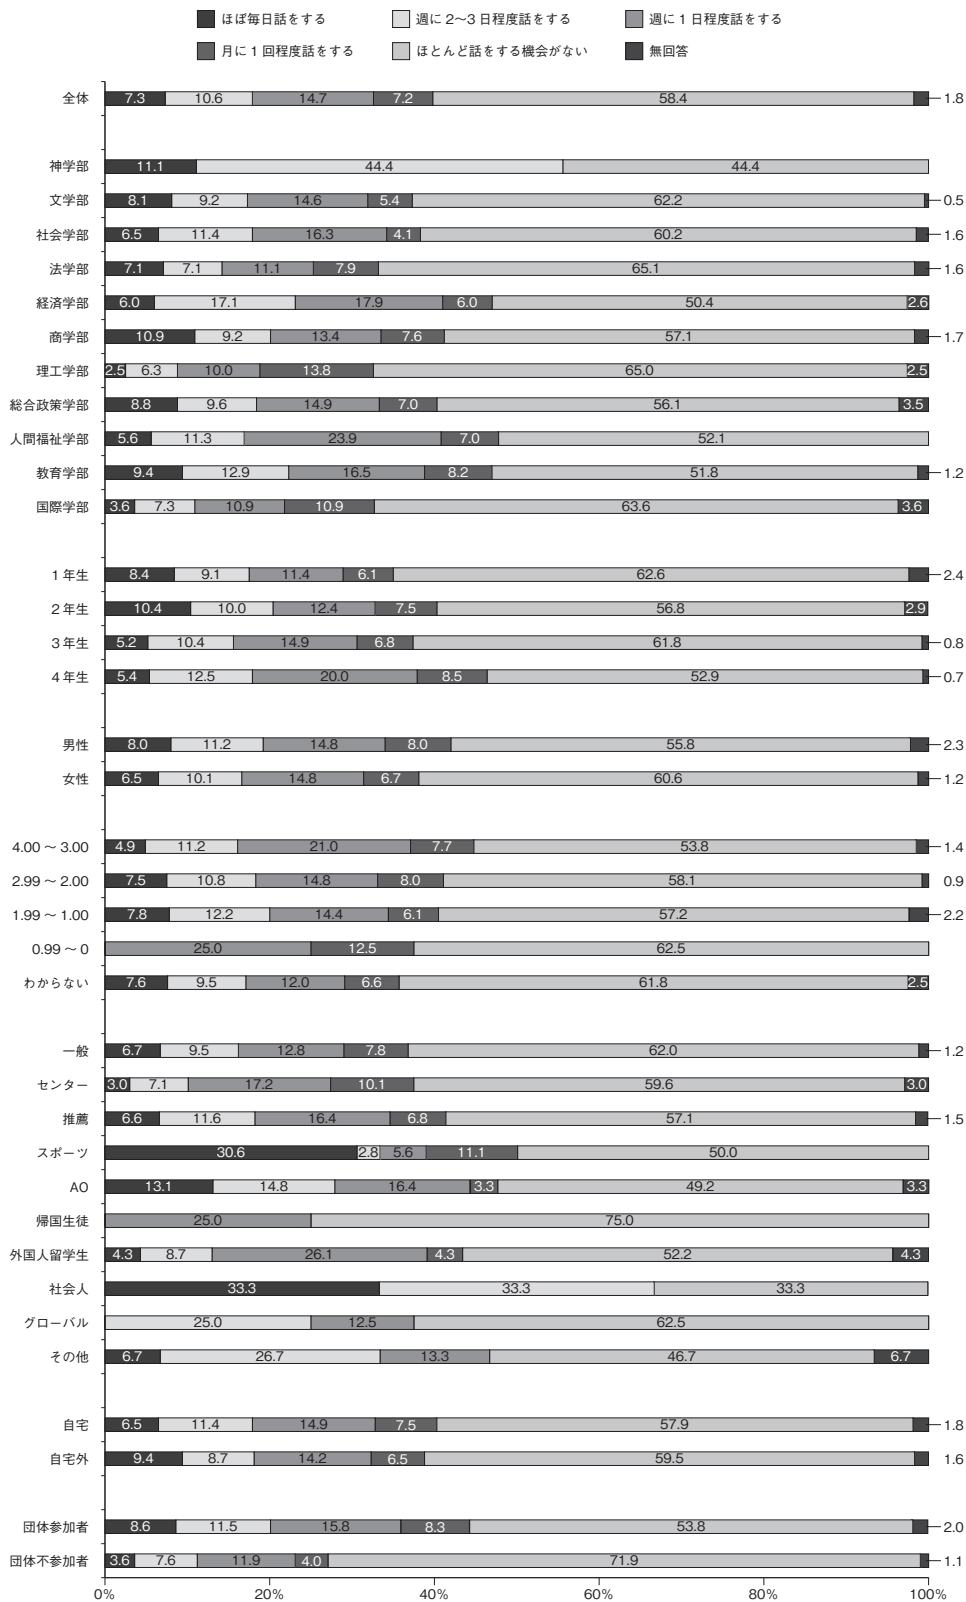 ほぼ毎日話をする 週に2〜3日程度話をする 週に1日程度話をする
月に1回程度話をする ほとんど話をする機会がない 無回答
全体 7.3 10.6 14.7 7.2 58.4 1.8
神学部 11.1 44.4 44.4
文学部 8.1 9.2 14.6 5.4 62.2 0.5
社会学部 6.5 11.4 16.3 4.1 60.2 1.6
法学部 7.1 7.1 11.1 7.9 65.1 1.6
経済学部 6.0 17.1 17.9 6.0 50.4 2.6
商学部 10.9 9.2 13.4 7.6 57.1 1.7
理工学部 2.5 6.3 10.0 13.8 65.0 2.5
総合政策学部 8.8 9.6 14.9 7.0 56.1 3.5
人間福祉学部 5.6 11.3 23.9 7.0 52.1
教育学部 9.4 12.9 16.5 8.2 51.8 1.2
国際学部 3.6 7.3 10.9 10.9 63.6 3.6
1年生 8.4 9.1 11.4 6.1 62.6 2.4
2年生 10.4 10.0 12.4 7.5 56.8 2.9
3年生 5.2 10.4 14.9 6.8 61.8 0.8
4年生 5.4 12.5 20.0 8.5 52.9 0.7
男性 8.0 11.2 14.8 8.0 55.8 2.3
女性 6.5 10.1 14.8 6.7 60.6 1.2
4.00〜3.00 4.9 11.2 21.0 7.7 53.8 1.4
2.99〜2.00 7.5 10.8 14.8 8.0 58.1 0.9
1.99〜1.00 7.8 12.2 14.4 6.1 57.2 2.2
0.99〜0 25.0 12.5 62.5
わからない 7.6 9.5 12.0 6.6 61.8 2.5
一般 6.7 9.5 12.8 7.8 62.0 1.2
センター 3.0 7.1 17.2 10.1 59.6 3.0
推薦 6.6 11.6 16.4 6.8 57.1 1.5
スポーツ 30.6 2.8 5.6 11.1 50.0
AO 13.1 14.8 16.4 3.3 49.2 3.3
帰国生徒 25.0 75.0
外国人留学生 4.3 8.7 26.1 4.3 52.2 4.3
社会人 33.3 33.3 33.3
グローバル 25.0 12.5 62.5
その他 6.7 26.7 13.3 46.7 6.7
自宅 6.5 11.4 14.9 7.5 57.9 1.8
自宅外 9.4 8.7 14.2 6.5 59.5 1.6
団体参加者 8.6 11.5 15.8 8.3 53.8 2.0
団体不参加者 3.6 7.6 11.9 4.0 71.9 1.1
0% 20% 40% 60% 80% 100%